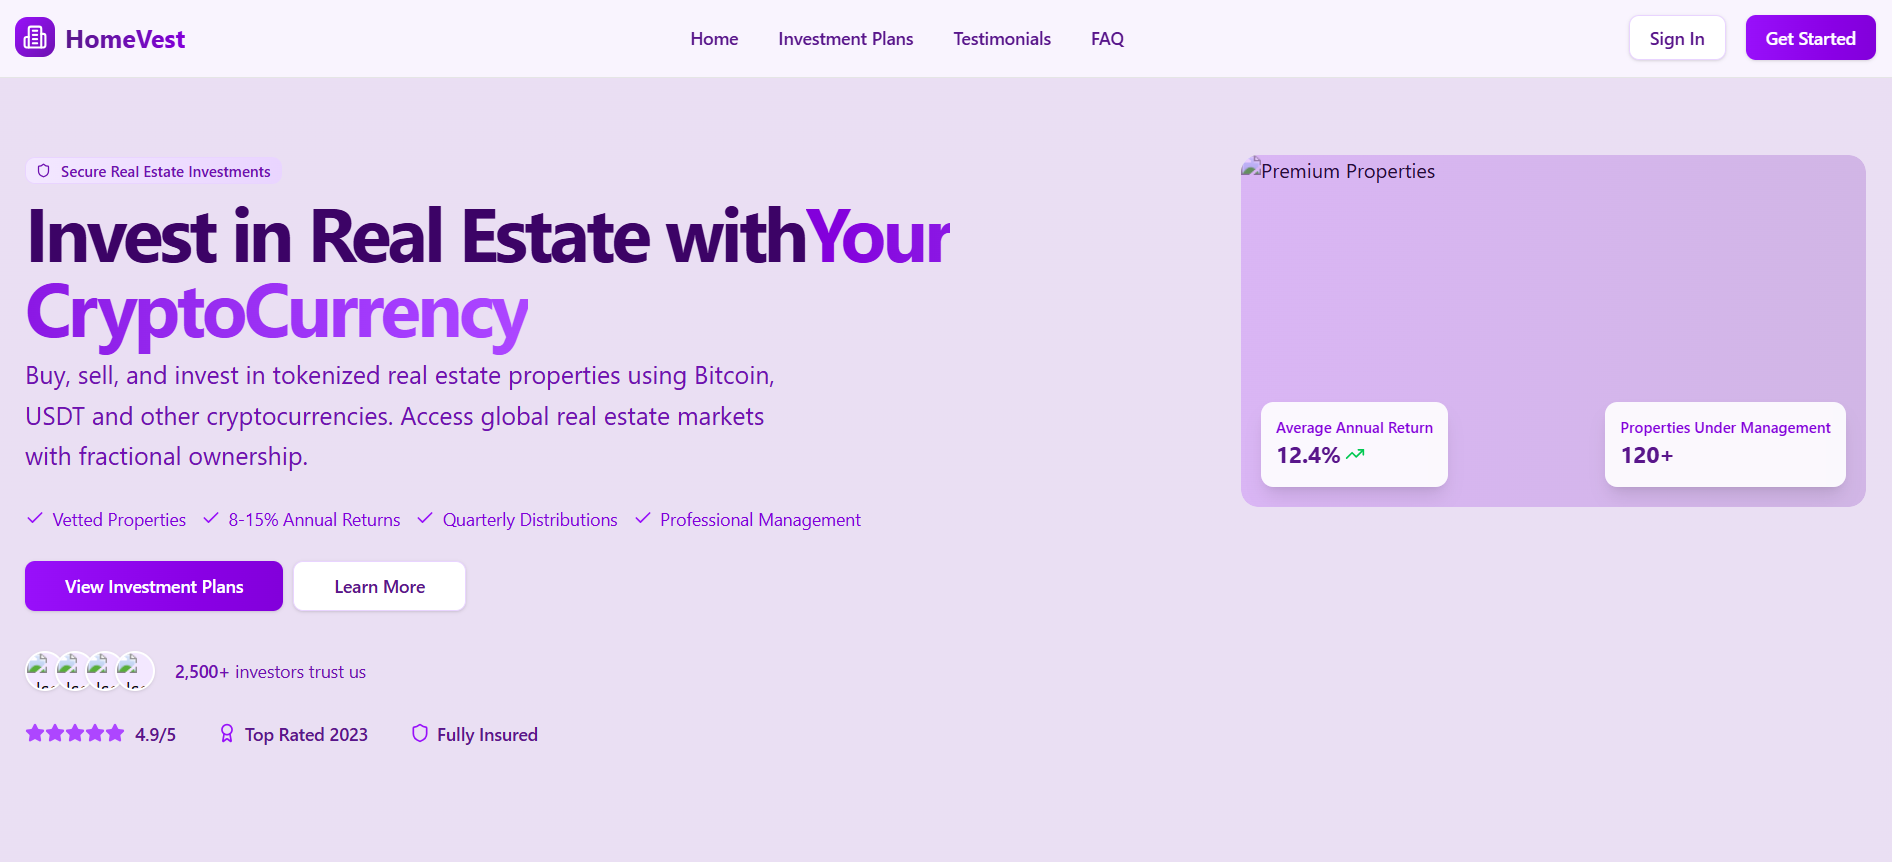 HomeVest
Home Investment Plans Testimonials FAQ
Sign In Get Started
Secure Real Estate Investments
Invest in Real Estate withYour
CryptoCurrency
Buy, sell, and invest in tokenized real estate properties using Bitcoin,
USDT and other cryptocurrencies. Access global real estate markets
with fractional ownership.
Vetted Properties 8-15% Annual Returns Quarterly Distributions Professional Management
View Investment Plans Learn More
2,500+ investors trust us
4.9/5 Top Rated 2023 Fully Insured
Premium Properties
Average Annual Return
12.4%
Properties Under Management
120+